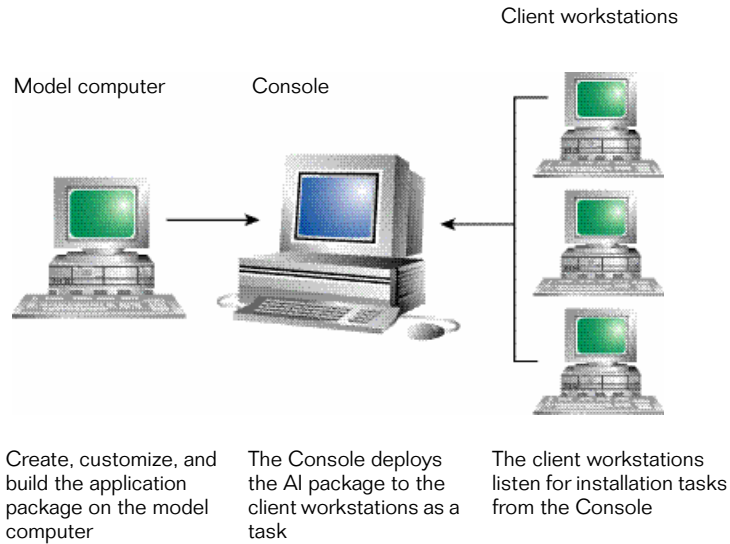 Client workstations
Model computer
Console
Create, customize, and
build the application
package on the model
computer
The Console deploys
the AI package to the
client workstations as a
task
The client workstations
listen for installation tasks
from the Console